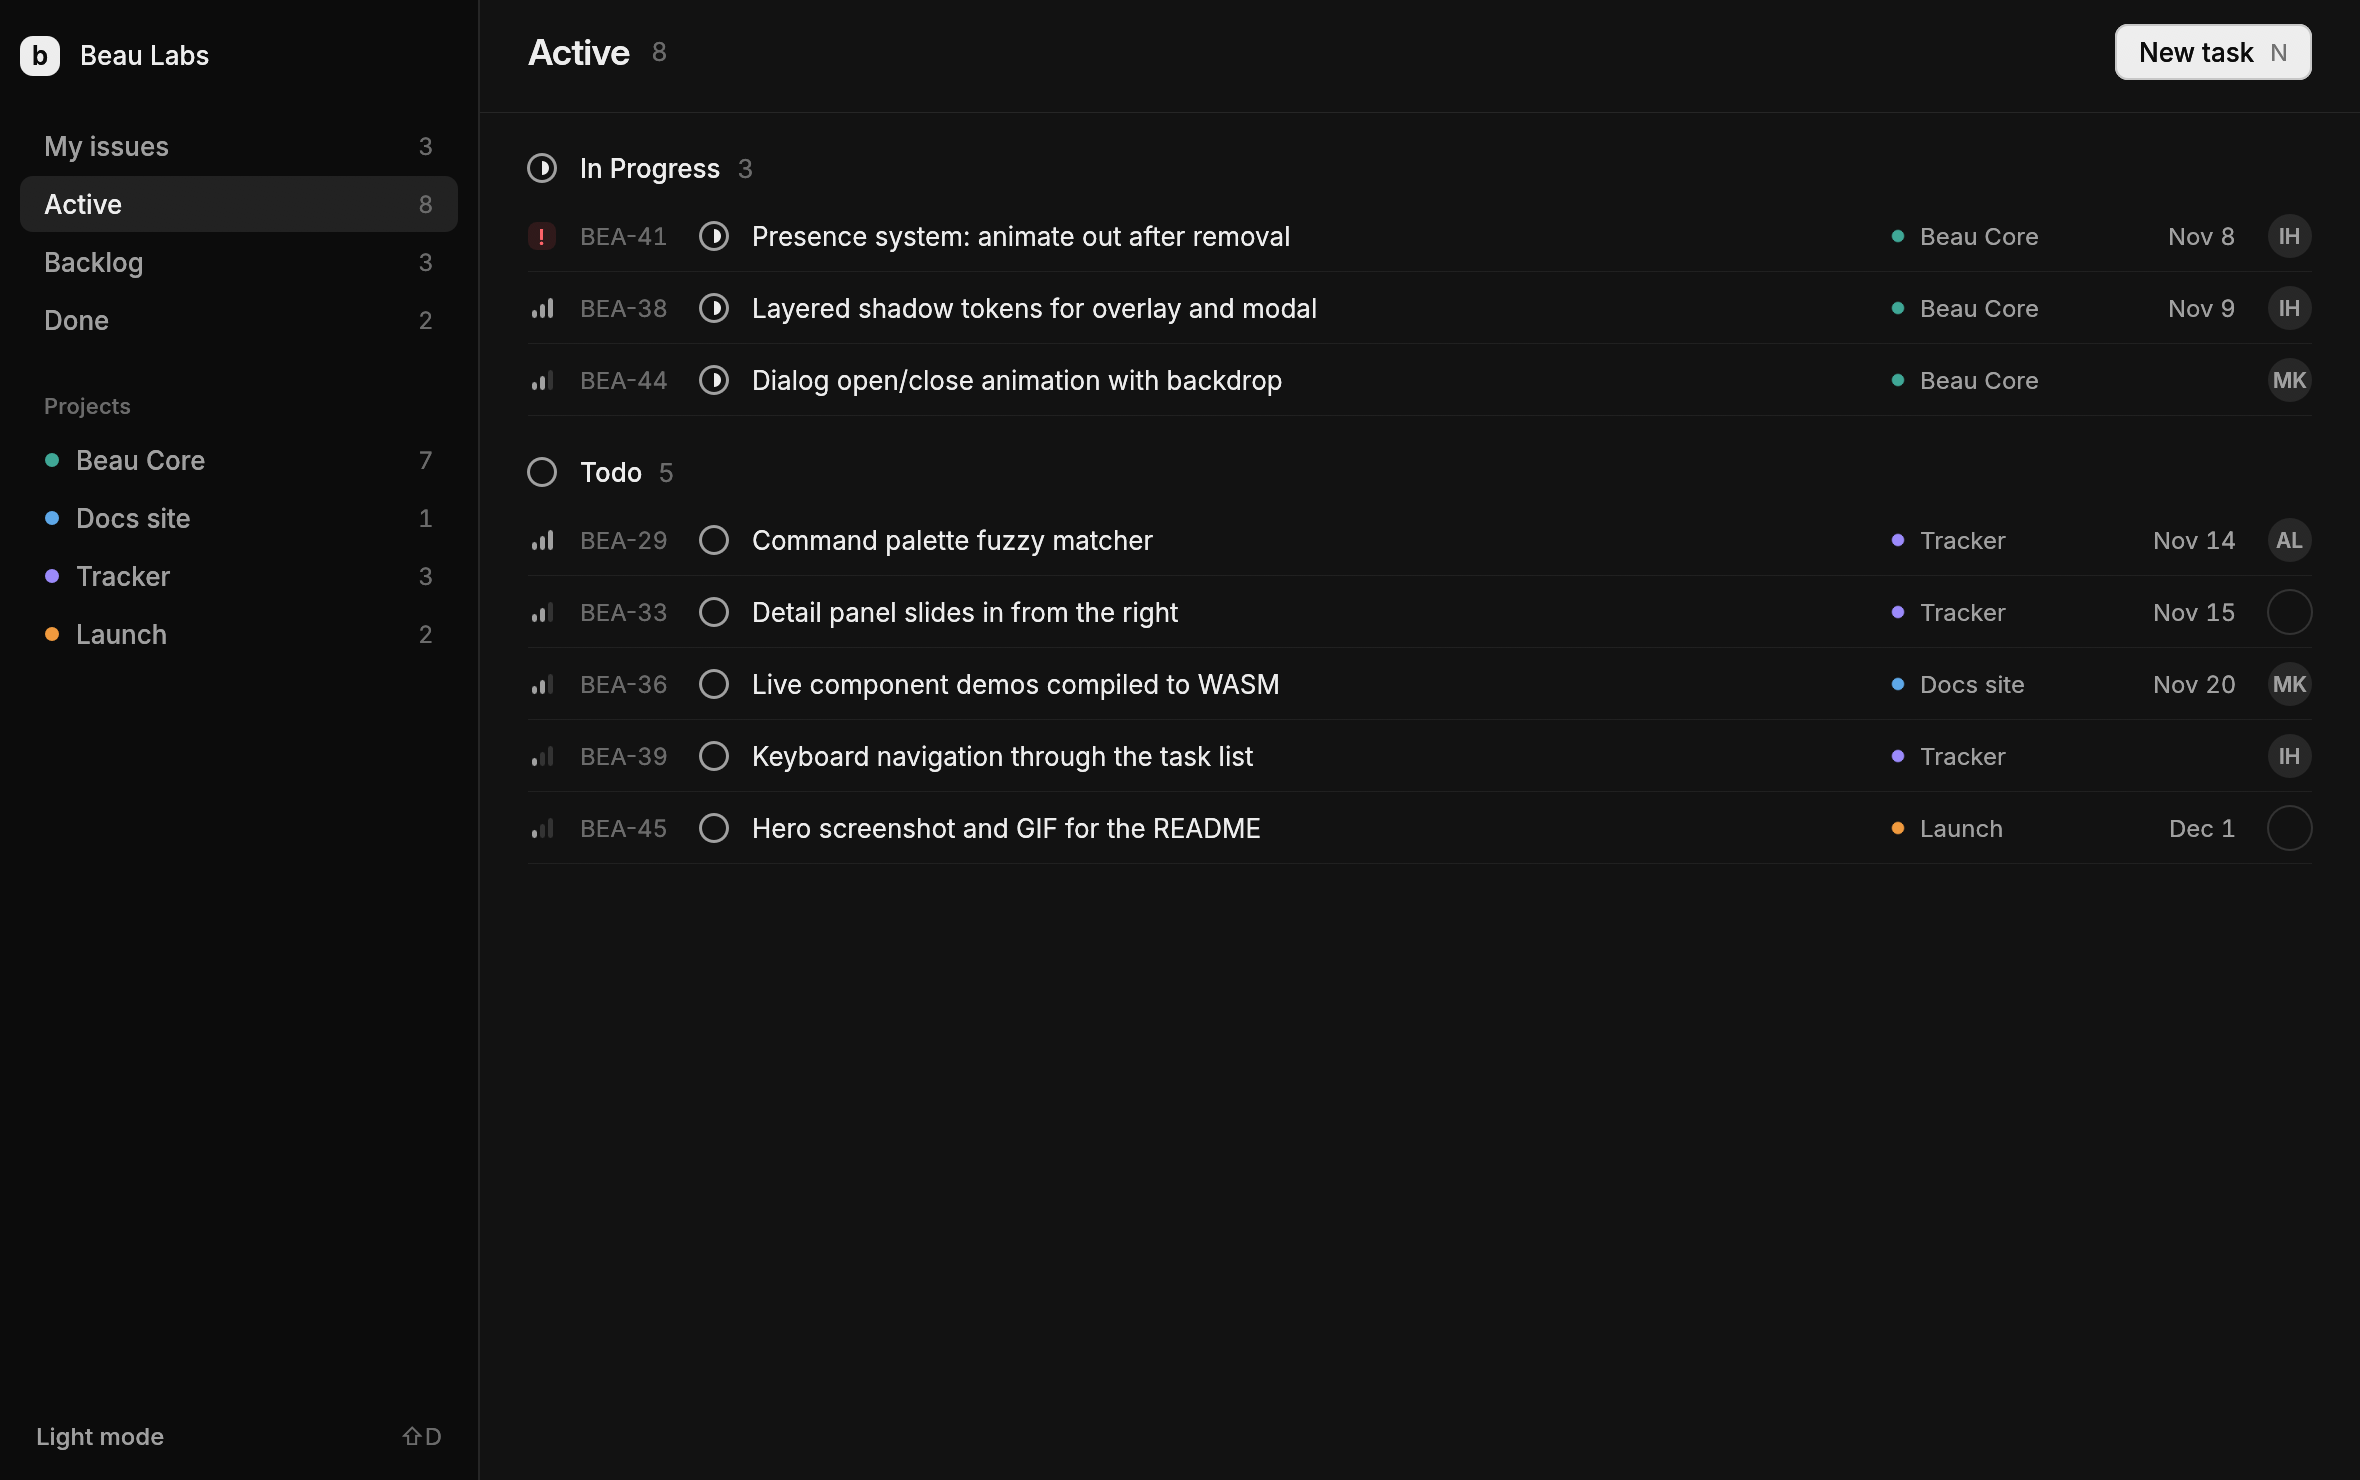 b Beau Labs
My issues 3
Active 8
Backlog 3
Done 2
Projects
Beau Core 7
Docs site 1
Tracker 3
Launch 2
Light mode ⇧D
Active 8
New task N
In Progress 3
! BEA-41 Presence system: animate out after removal Beau Core Nov 8 IH
BEA-38 Layered shadow tokens for overlay and modal Beau Core Nov 9 IH
BEA-44 Dialog open/close animation with backdrop Beau Core MK
Todo 5
BEA-29 Command palette fuzzy matcher Tracker Nov 14 AL
BEA-33 Detail panel slides in from the right Tracker Nov 15
BEA-36 Live component demos compiled to WASM Docs site Nov 20 MK
BEA-39 Keyboard navigation through the task list Tracker IH
BEA-45 Hero screenshot and GIF for the README Launch Dec 1